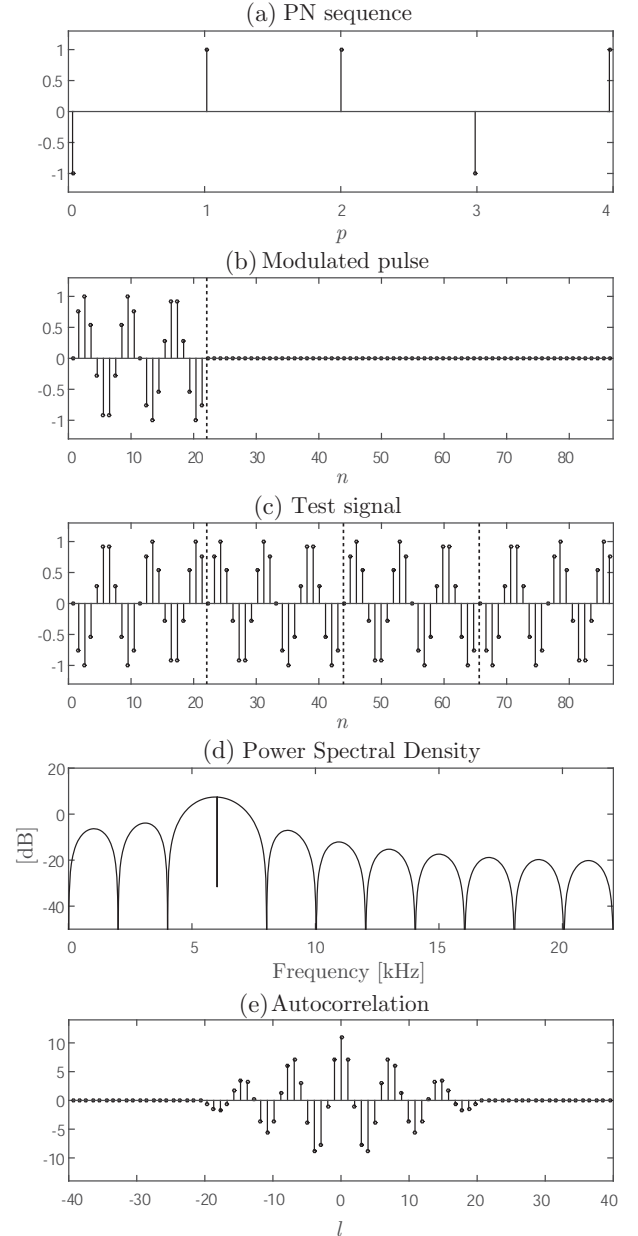 (a) PN sequence
1
0.5
0
-0.5
-1
0 1 2 3 4
p
(b) Modulated pulse
1
0.5
0
-0.5
-1
0 10 20 30 40 50 60 70 80
n
(c) Test signal
1
0.5
0
-0.5
-1
0 10 20 30 40 50 60 70 80
n
(d) Power Spectral Density
20
0
-20
-40
[dB]
0 5 10 15 20
Frequency [kHz]
(e) Autocorrelation
10
5
0
-5
-10
-40 -30 -20 -10 0 10 20 30 40
l